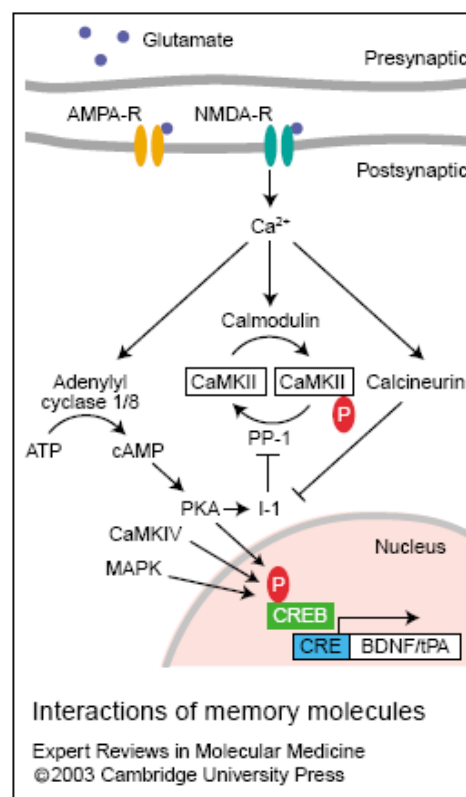 Glutamate
Presynaptic
AMPA-R
NMDA-R
Postsynaptic
Ca²⁺
Calmodulin
Adenylyl
cyclase 1/8
CaMKII
CaMKII
Calcineurin
P
ATP
cAMP
PP-1
PKA
I-1
CaMKIV
Nucleus
MAPK
P
CREB
CRE
BDNF/tPA
Interactions of memory molecules
Expert Reviews in Molecular Medicine
©2003 Cambridge University Press